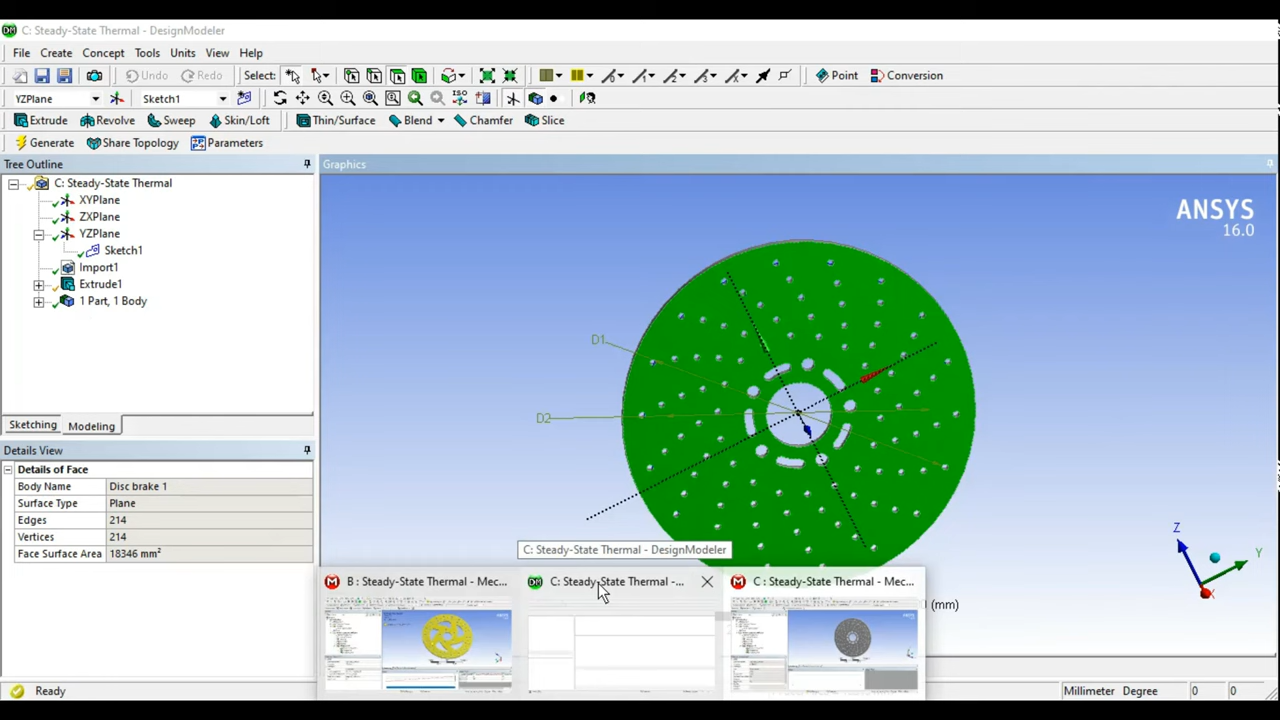 C: Steady-State Thermal - DesignModeler
File Create Concept Tools Units View Help
Undo Redo Select: Point Conversion
YZPlane Sketch1 ISO
Extrude Revolve Sweep Skin/Loft Thin/Surface Blend Chamfer Slice
Generate Share Topology Parameters
Tree Outline
Graphics
C: Steady-State Thermal
XYPlane
ZXPlane
YZPlane
Sketch1
Import1
Extrude1
1 Part, 1 Body
ANSYS
16.0
D1
D2
Sketching Modeling
Details View
Details of Face
Body Name Disc brake 1
Surface Type Plane
Edges 214
Vertices 214
Face Surface Area 18346 mm²
Z
Y
C: Steady-State Thermal - DesignModeler
B : Steady-State Thermal - Mec...
C: Steady-State Thermal -...
C : Steady-State Thermal - Mec...
(mm)
Ready
Millimeter Degree 0 0